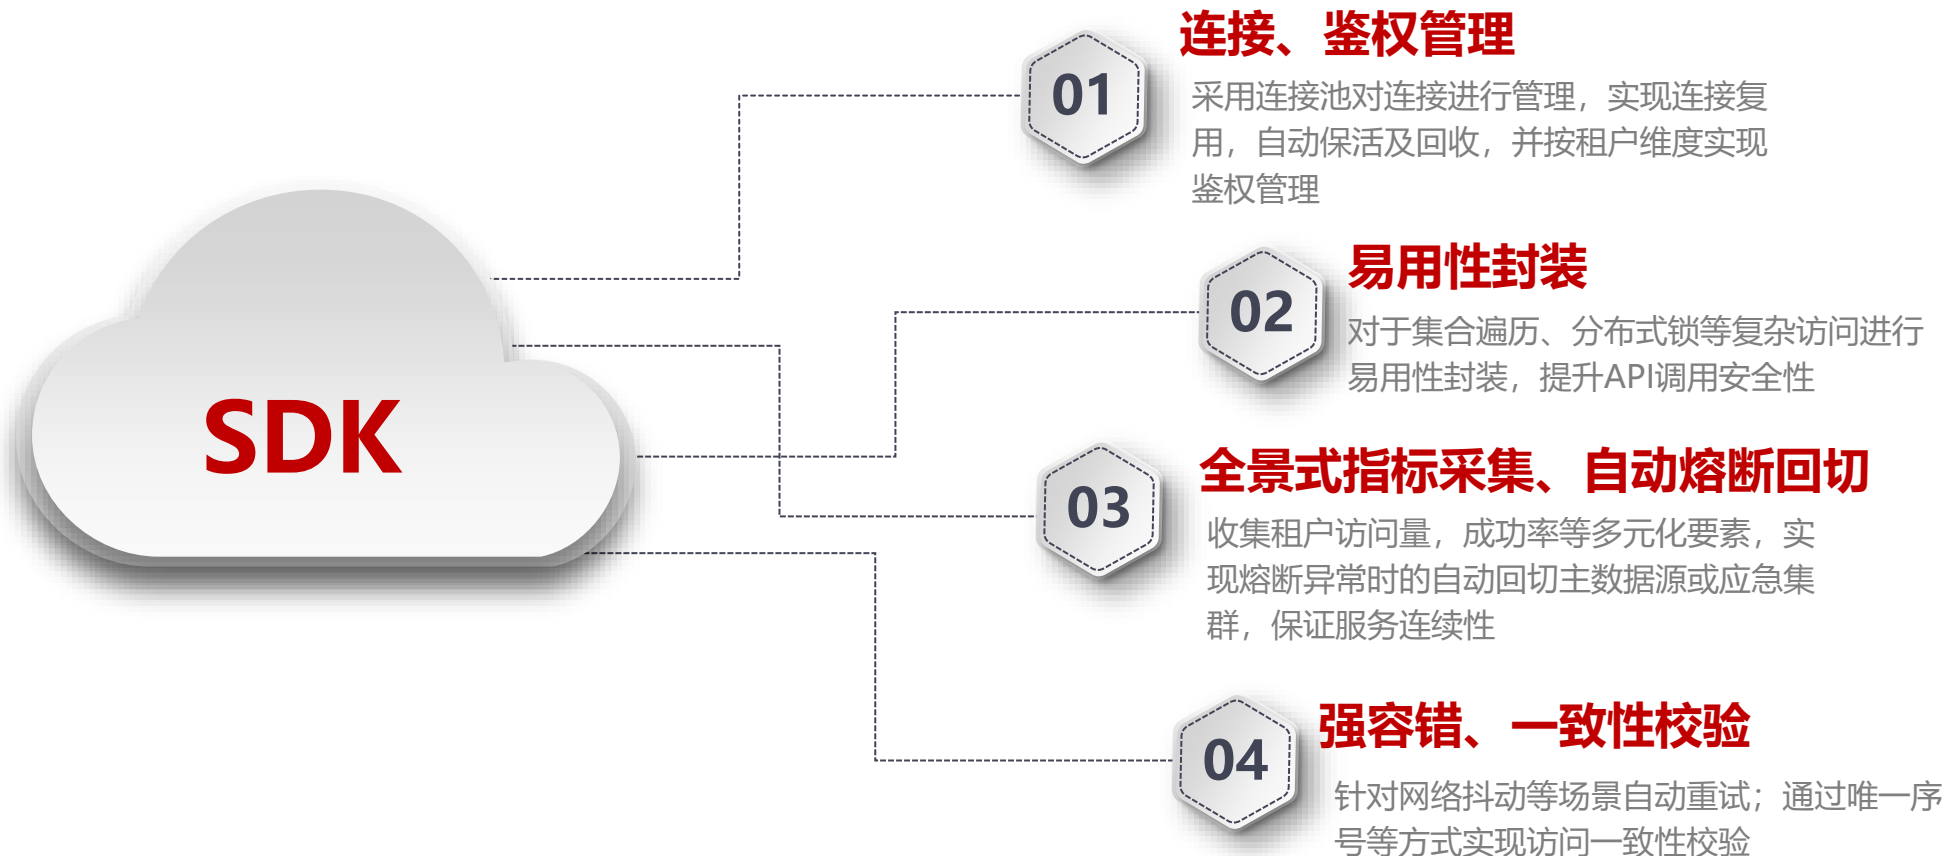 SDK
01
连接、鉴权管理
采用连接池对连接进行管理，实现连接复
用，自动保活及回收，并按租户维度实现
鉴权管理
02
易用性封装
对于集合遍历、分布式锁等复杂访问进行
易用性封装，提升API调用安全性
03
全景式指标采集、自动熔断回切
收集租户访问量，成功率等多元化要素，实
现熔断异常时的自动回切主数据源或应急集
群，保证服务连续性
04
强容错、一致性校验
针对网络抖动等场景自动重试；通过唯一序
号等方式实现访问一致性校验